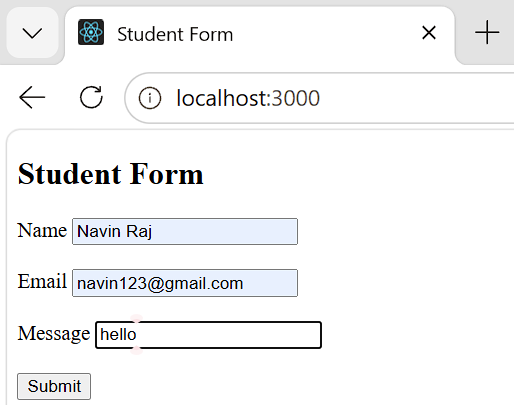 Student Form
localhost:3000
Student Form
Name Navin Raj
Email navin123@gmail.com
Message hello
Submit